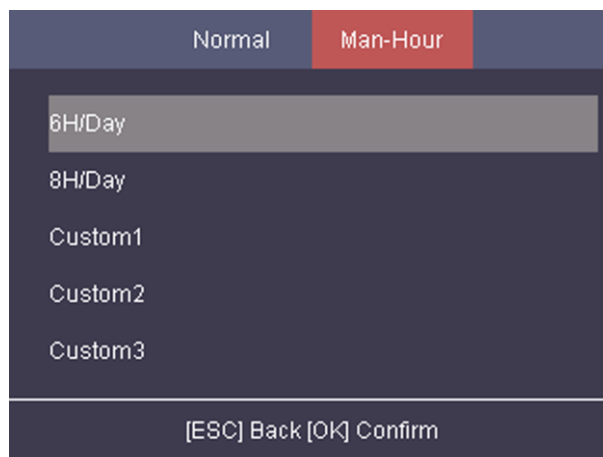 Normal Man-Hour
6H/Day
8H/Day
Custom1
Custom2
Custom3
[ESC] Back [OK] Confirm